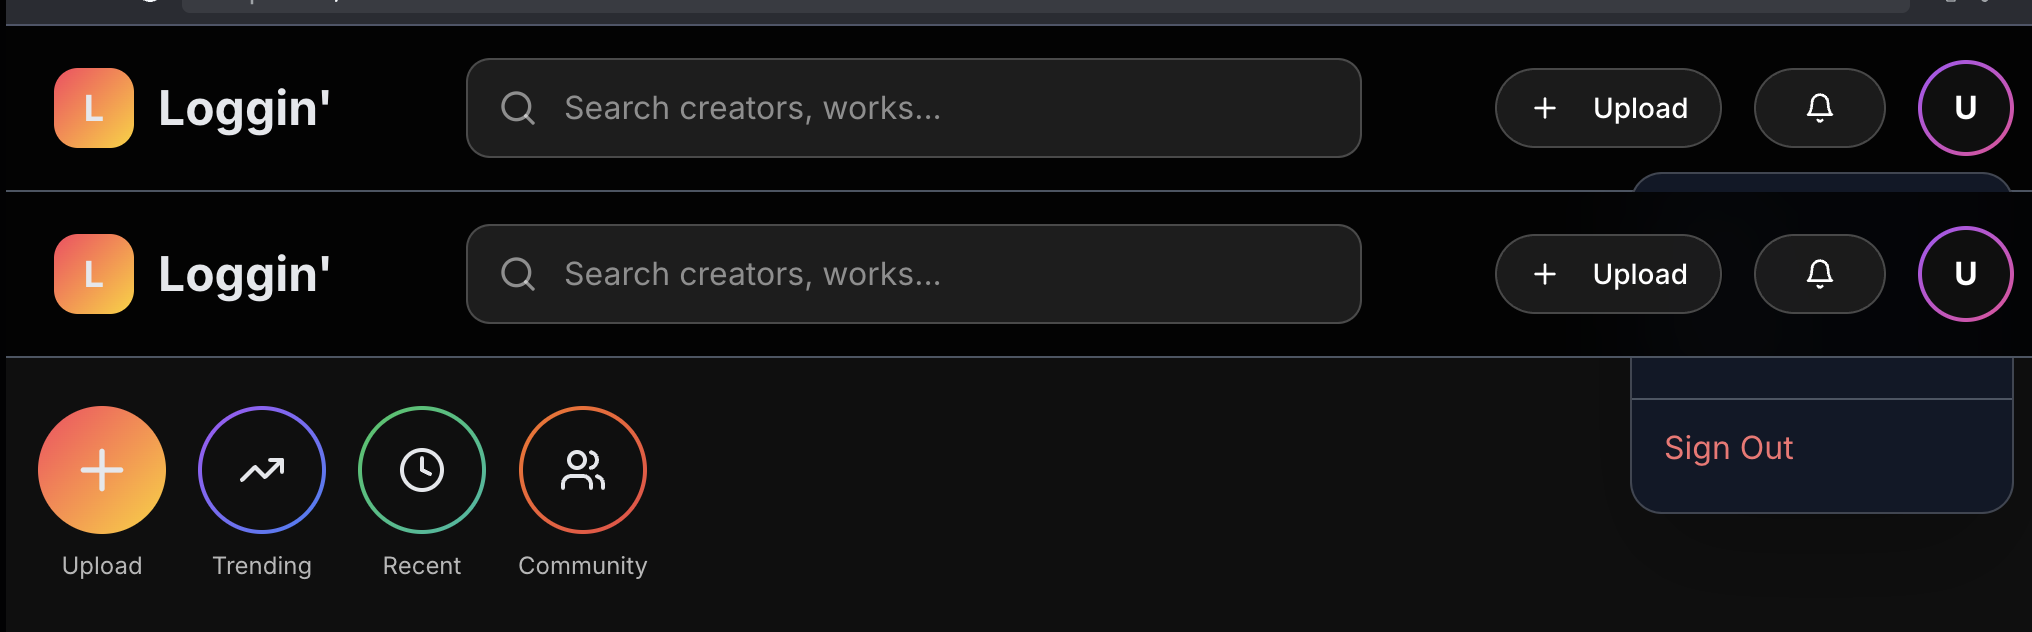 L Loggin' Search creators, works... Upload U
L Loggin' Search creators, works... Upload U
Sign Out
Upload Trending Recent Community